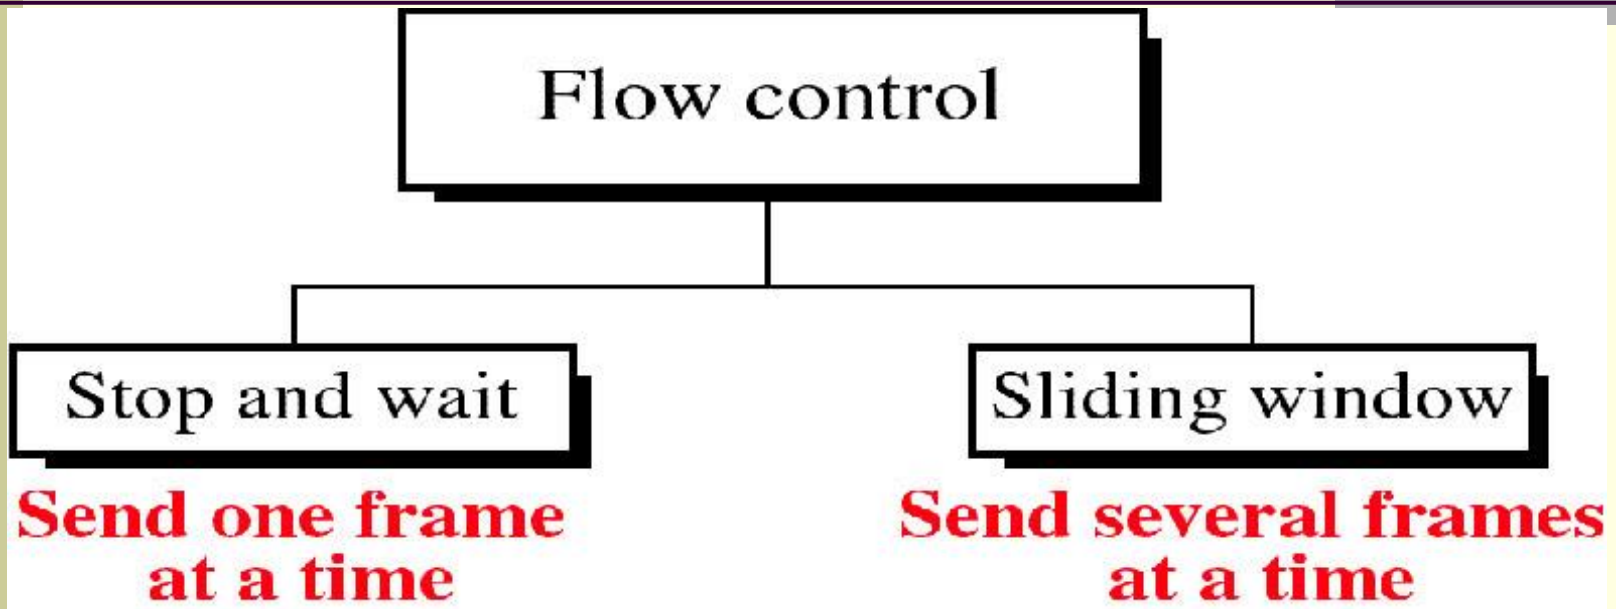 Flow control
Stop and wait
Sliding window
Send one frame
at a time
Send several frames
at a time